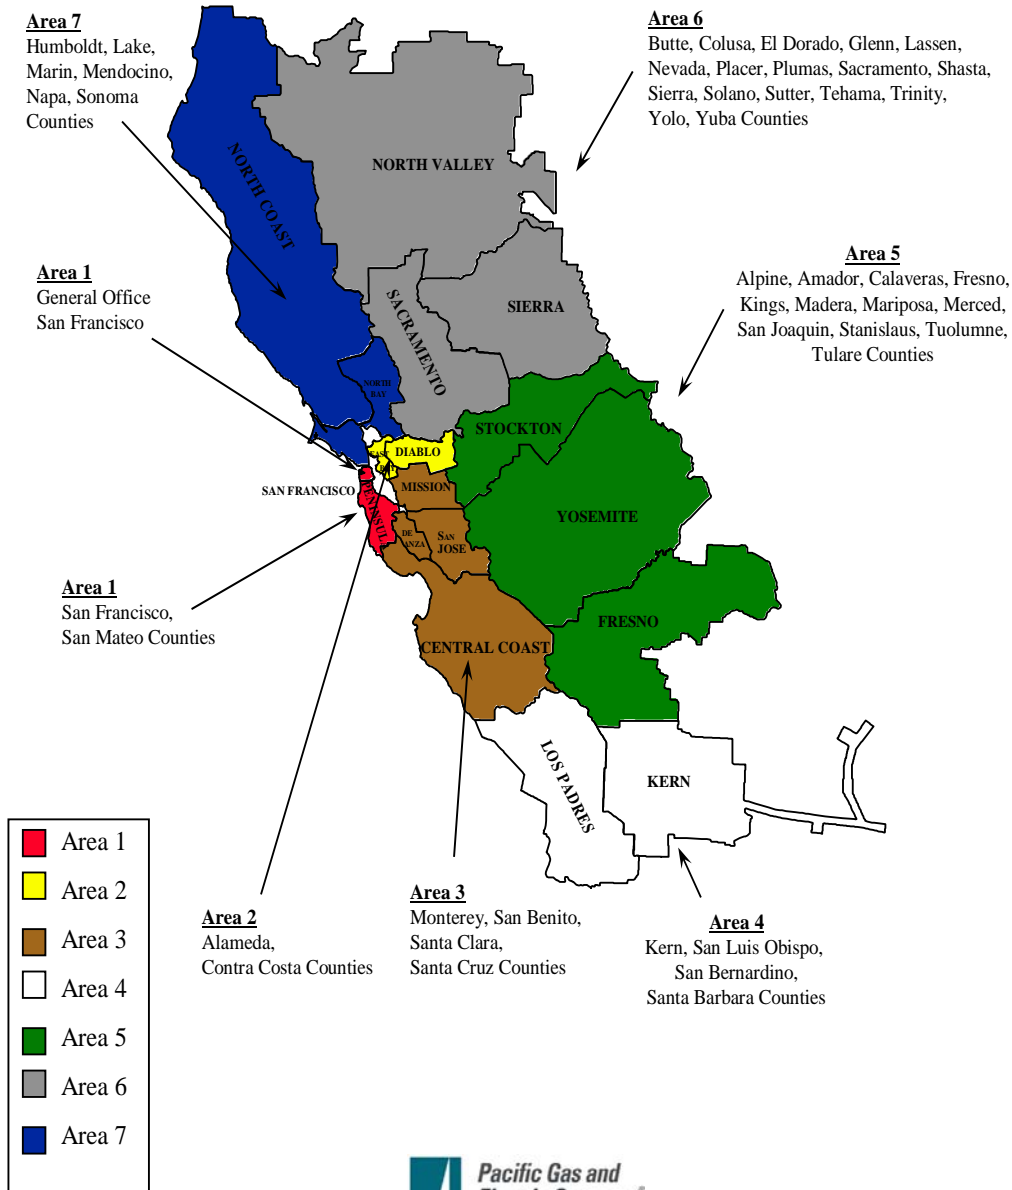 Area 7
Humboldt, Lake,
Marin, Mendocino,
Napa, Sonoma
Counties
Area 6
Butte, Colusa, El Dorado, Glenn, Lassen,
Nevada, Placer, Plumas, Sacramento, Shasta,
Sierra, Solano, Sutter, Tehama, Trinity,
Yolo, Yuba Counties
NORTH VALLEY
NORTH COAST
Area 1
General Office
San Francisco
Area 5
Alpine, Amador, Calaveras, Fresno,
Kings, Madera, Mariposa, Merced,
San Joaquin, Stanislaus, Tuolumne,
Tulare Counties
SIERRA
SACRAMENTO
NORTH
BAY
STOCKTON
EAST
BAY
DIABLO
SAN FRANCISCO
PENINSUL
MISSION
YOSEMITE
DE
ANZA
SAN
JOSE
Area 1
San Francisco,
San Mateo Counties
FRESNO
CENTRAL COAST
LOS PADRES
KERN
Area 1
Area 2
Area 3
Area 4
Area 5
Area 6
Area 7
Area 2
Alameda,
Contra Costa Counties
Area 3
Monterey, San Benito,
Santa Clara,
Santa Cruz Counties
Area 4
Kern, San Luis Obispo,
San Bernardino,
Santa Barbara Counties
Pacific Gas and